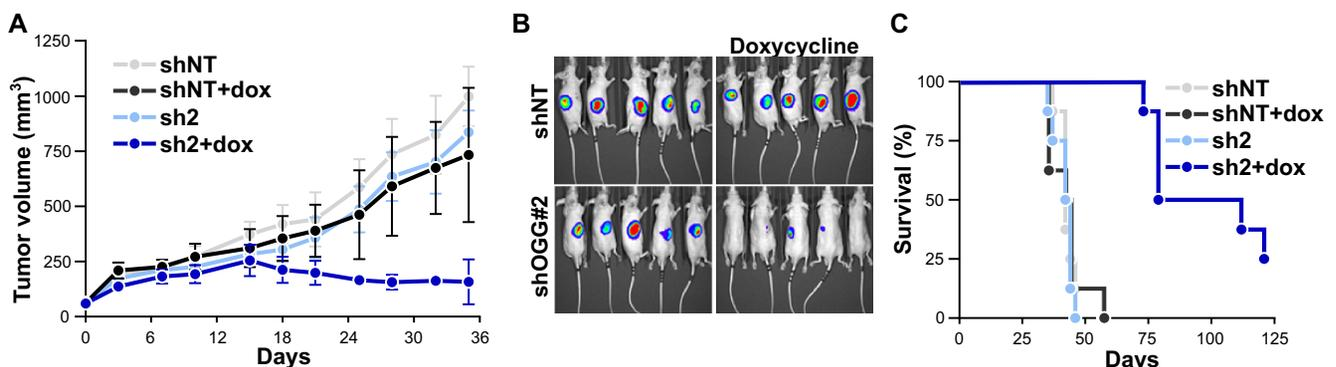 A
Tumor volume (mm³)
1250
1000
750
500
250
0
0 6 12 18 24 30 36
Days
shNT
shNT+dox
sh2
sh2+dox
B
Doxycycline
shNT
shOGG#2
C
Survival (%)
100
75
50
25
0
0 25 50 75 100 125
Days
shNT
shNT+dox
sh2
sh2+dox